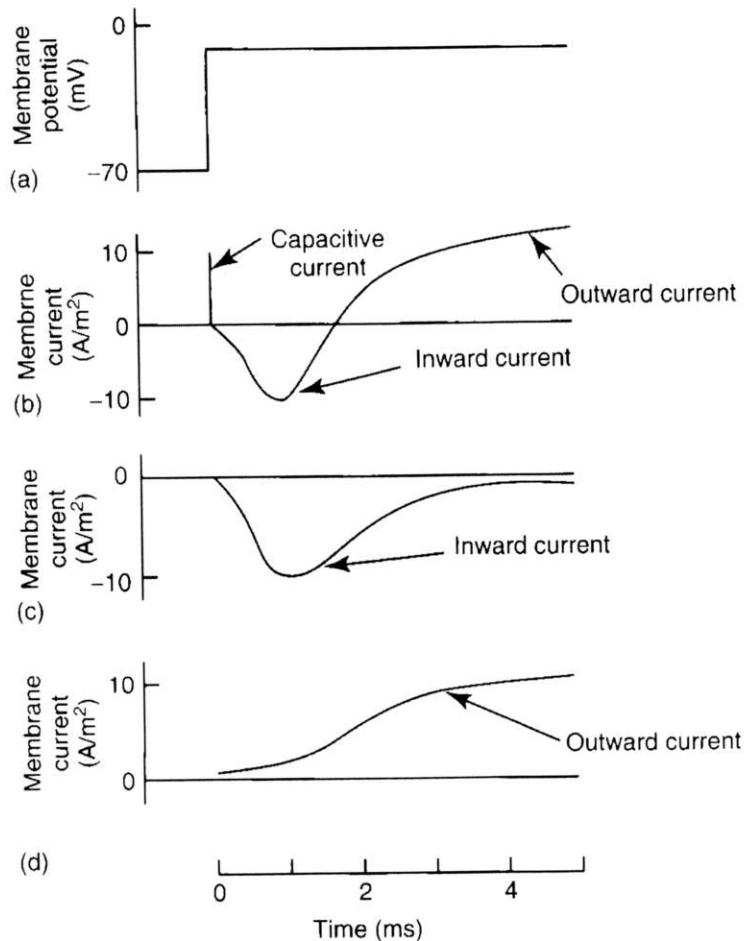 Membrane
potential
(mV)
0
−70
(a)
Membrne
current
(A/m²)
10
0
−10
Capacitive
current
Outward current
Inward current
(b)
Membrane
current
(A/m²)
0
−10
Inward current
(c)
Membrane
current
(A/m²)
10
0
Outward current
(d)
0 2 4
Time (ms)